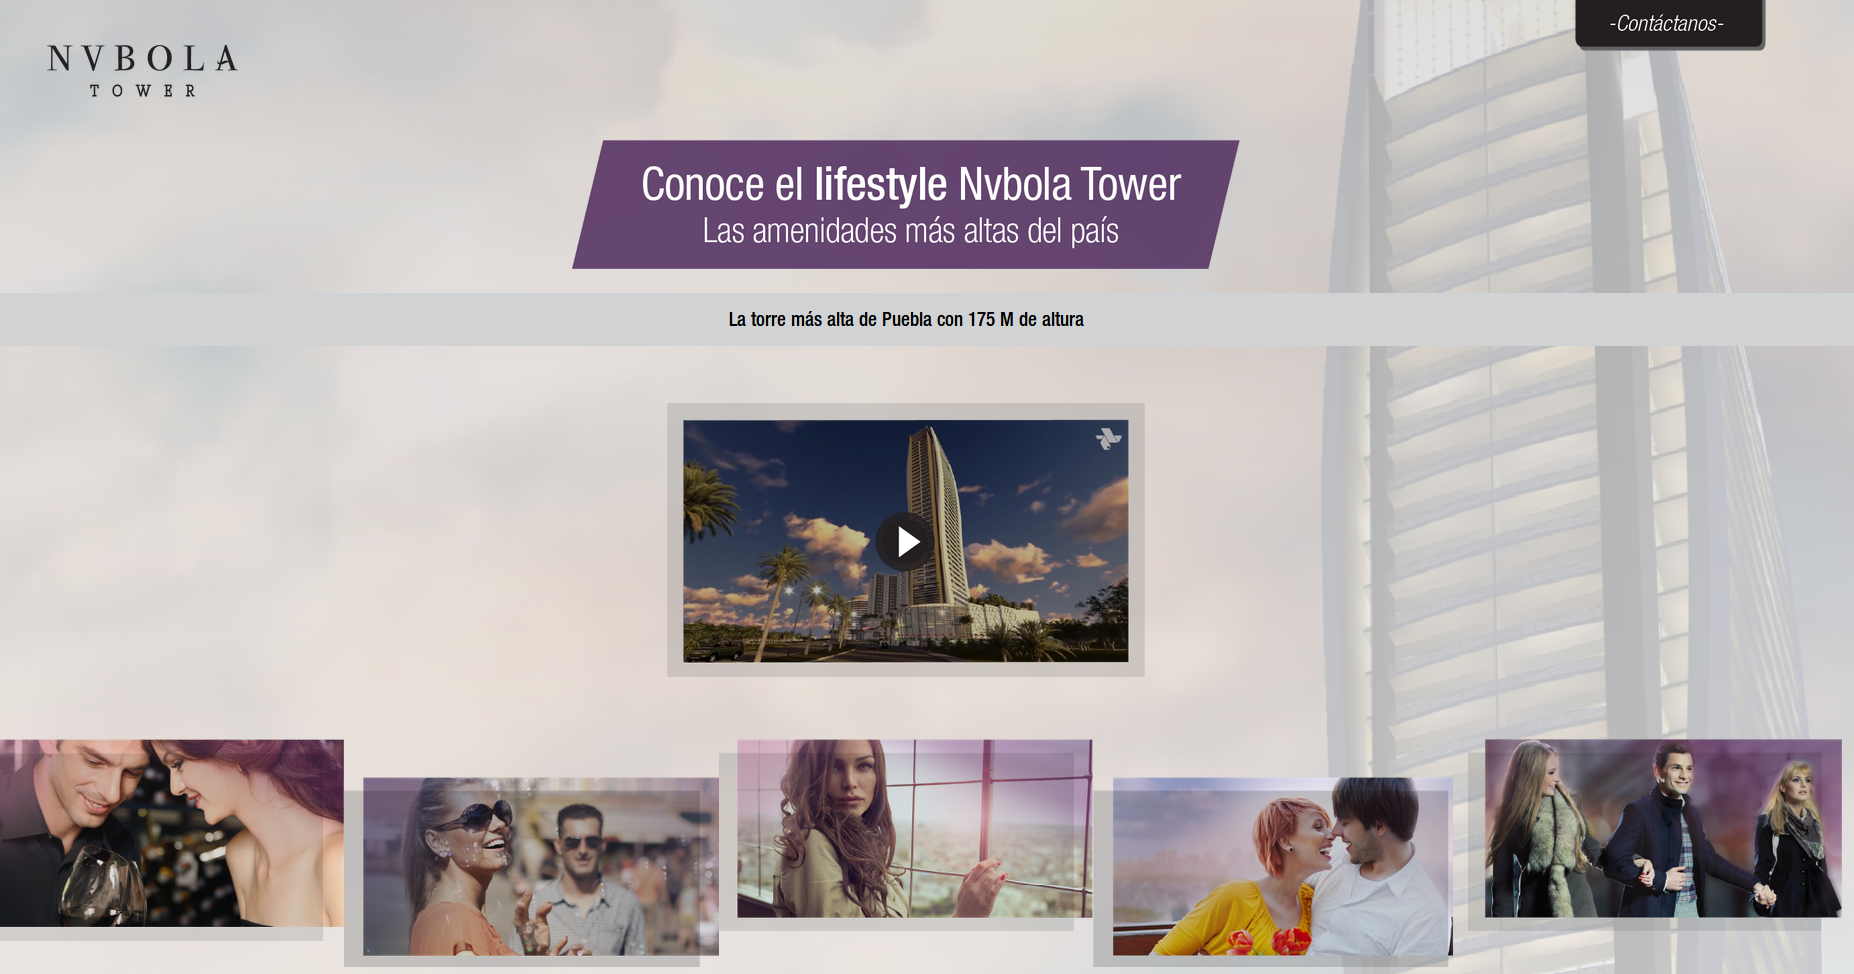 NVBOLA
TOWER
-Contáctanos-
Conoce el lifestyle Nvbola Tower
Las amenidades más altas del país
La torre más alta de Puebla con 175 M de altura